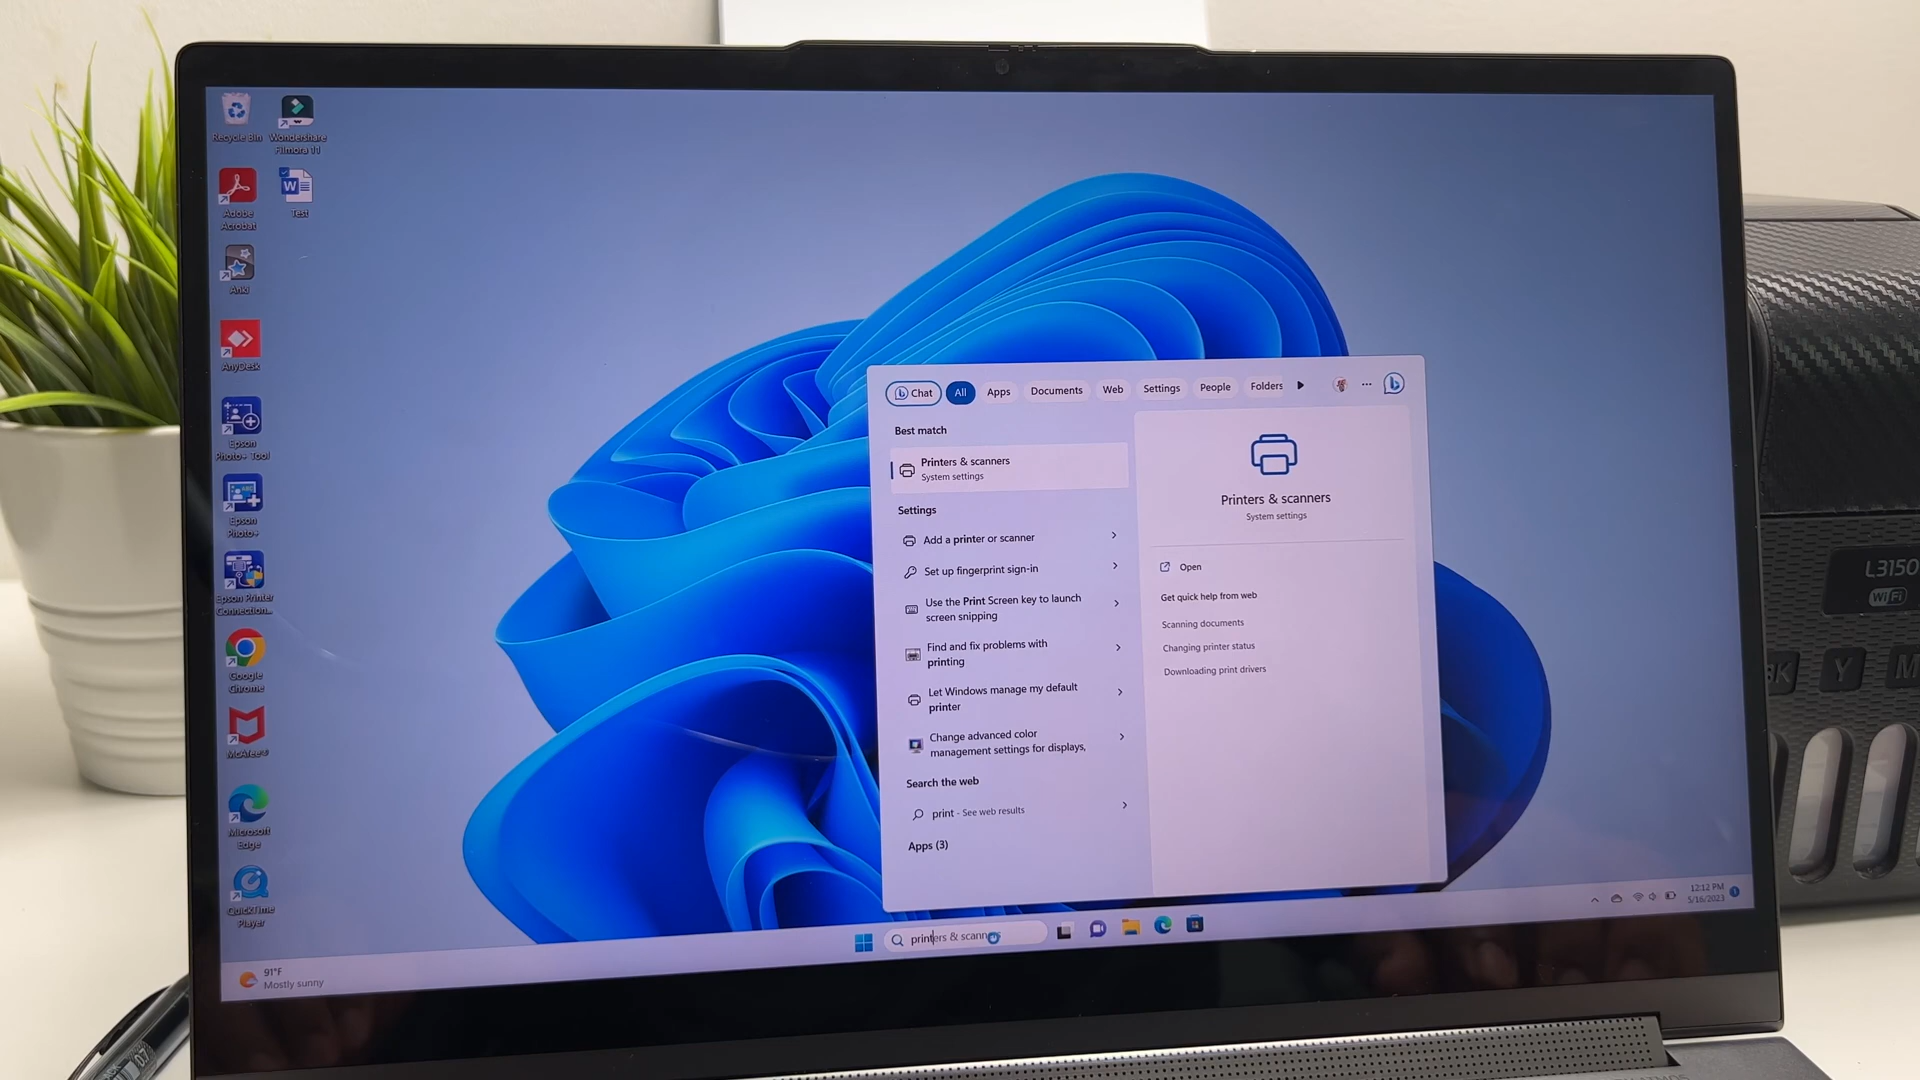 Recycle Bin
Wondershare
Filmora 11
Adobe
Acrobat
Test
Anki
AnyDesk
Epson
Photo+ Tool
Epson
Photo+
Epson Printer
Connection...
Google
Chrome
McAfee®
Microsoft
Edge
QuickTime
Player
Chat
All
Apps
Documents
Web
Settings
People
Folders
Best match
Printers & scanners
System settings
Settings
Add a printer or scanner
Set up fingerprint sign-in
Use the Print Screen key to launch
screen snipping
Find and fix problems with
printing
Let Windows manage my default
printer
Change advanced color
management settings for displays,
Search the web
print - See web results
Apps (3)
Printers & scanners
System settings
Open
Get quick help from web
Scanning documents
Changing printer status
Downloading print drivers
91°F
Mostly sunny
printers & scanners
12:12 PM
5/16/2023
1
L3150
WiFi
BK
Y
M
0.7